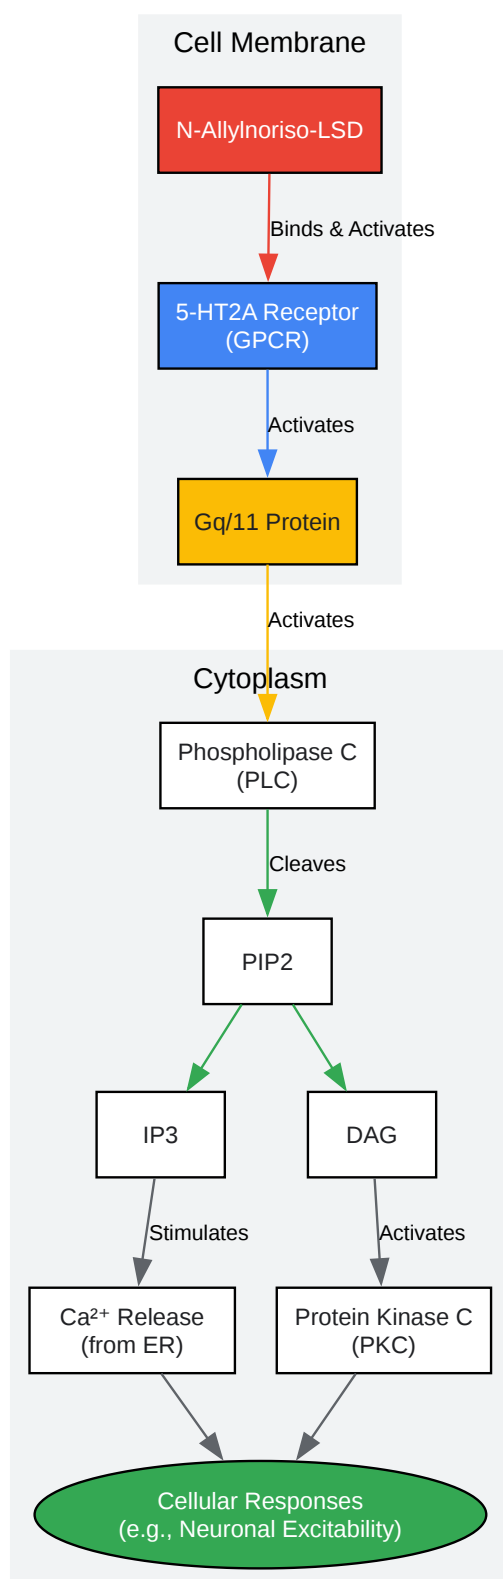 Cell Membrane
N-Allylnoriso-LSD
Binds & Activates
5-HT2A Receptor
(GPCR)
Activates
Gq/11 Protein
Activates
Cytoplasm
Phospholipase C
(PLC)
Cleaves
PIP2
IP3
DAG
Stimulates
Activates
Ca²⁺ Release
(from ER)
Protein Kinase C
(PKC)
Cellular Responses
(e.g., Neuronal Excitability)